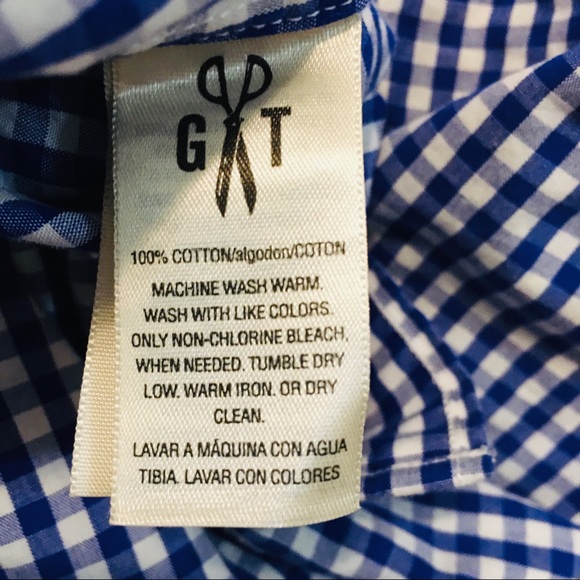 G T
100% COTTON/algodon/COTON
MACHINE WASH WARM.
WASH WITH LIKE COLORS.
ONLY NON-CHLORINE BLEACH,
WHEN NEEDED. TUMBLE DRY
LOW. WARM IRON. OR DRY
CLEAN.
LAVAR A MÁQUINA CON AGUA
TIBIA. LAVAR CON COLORES